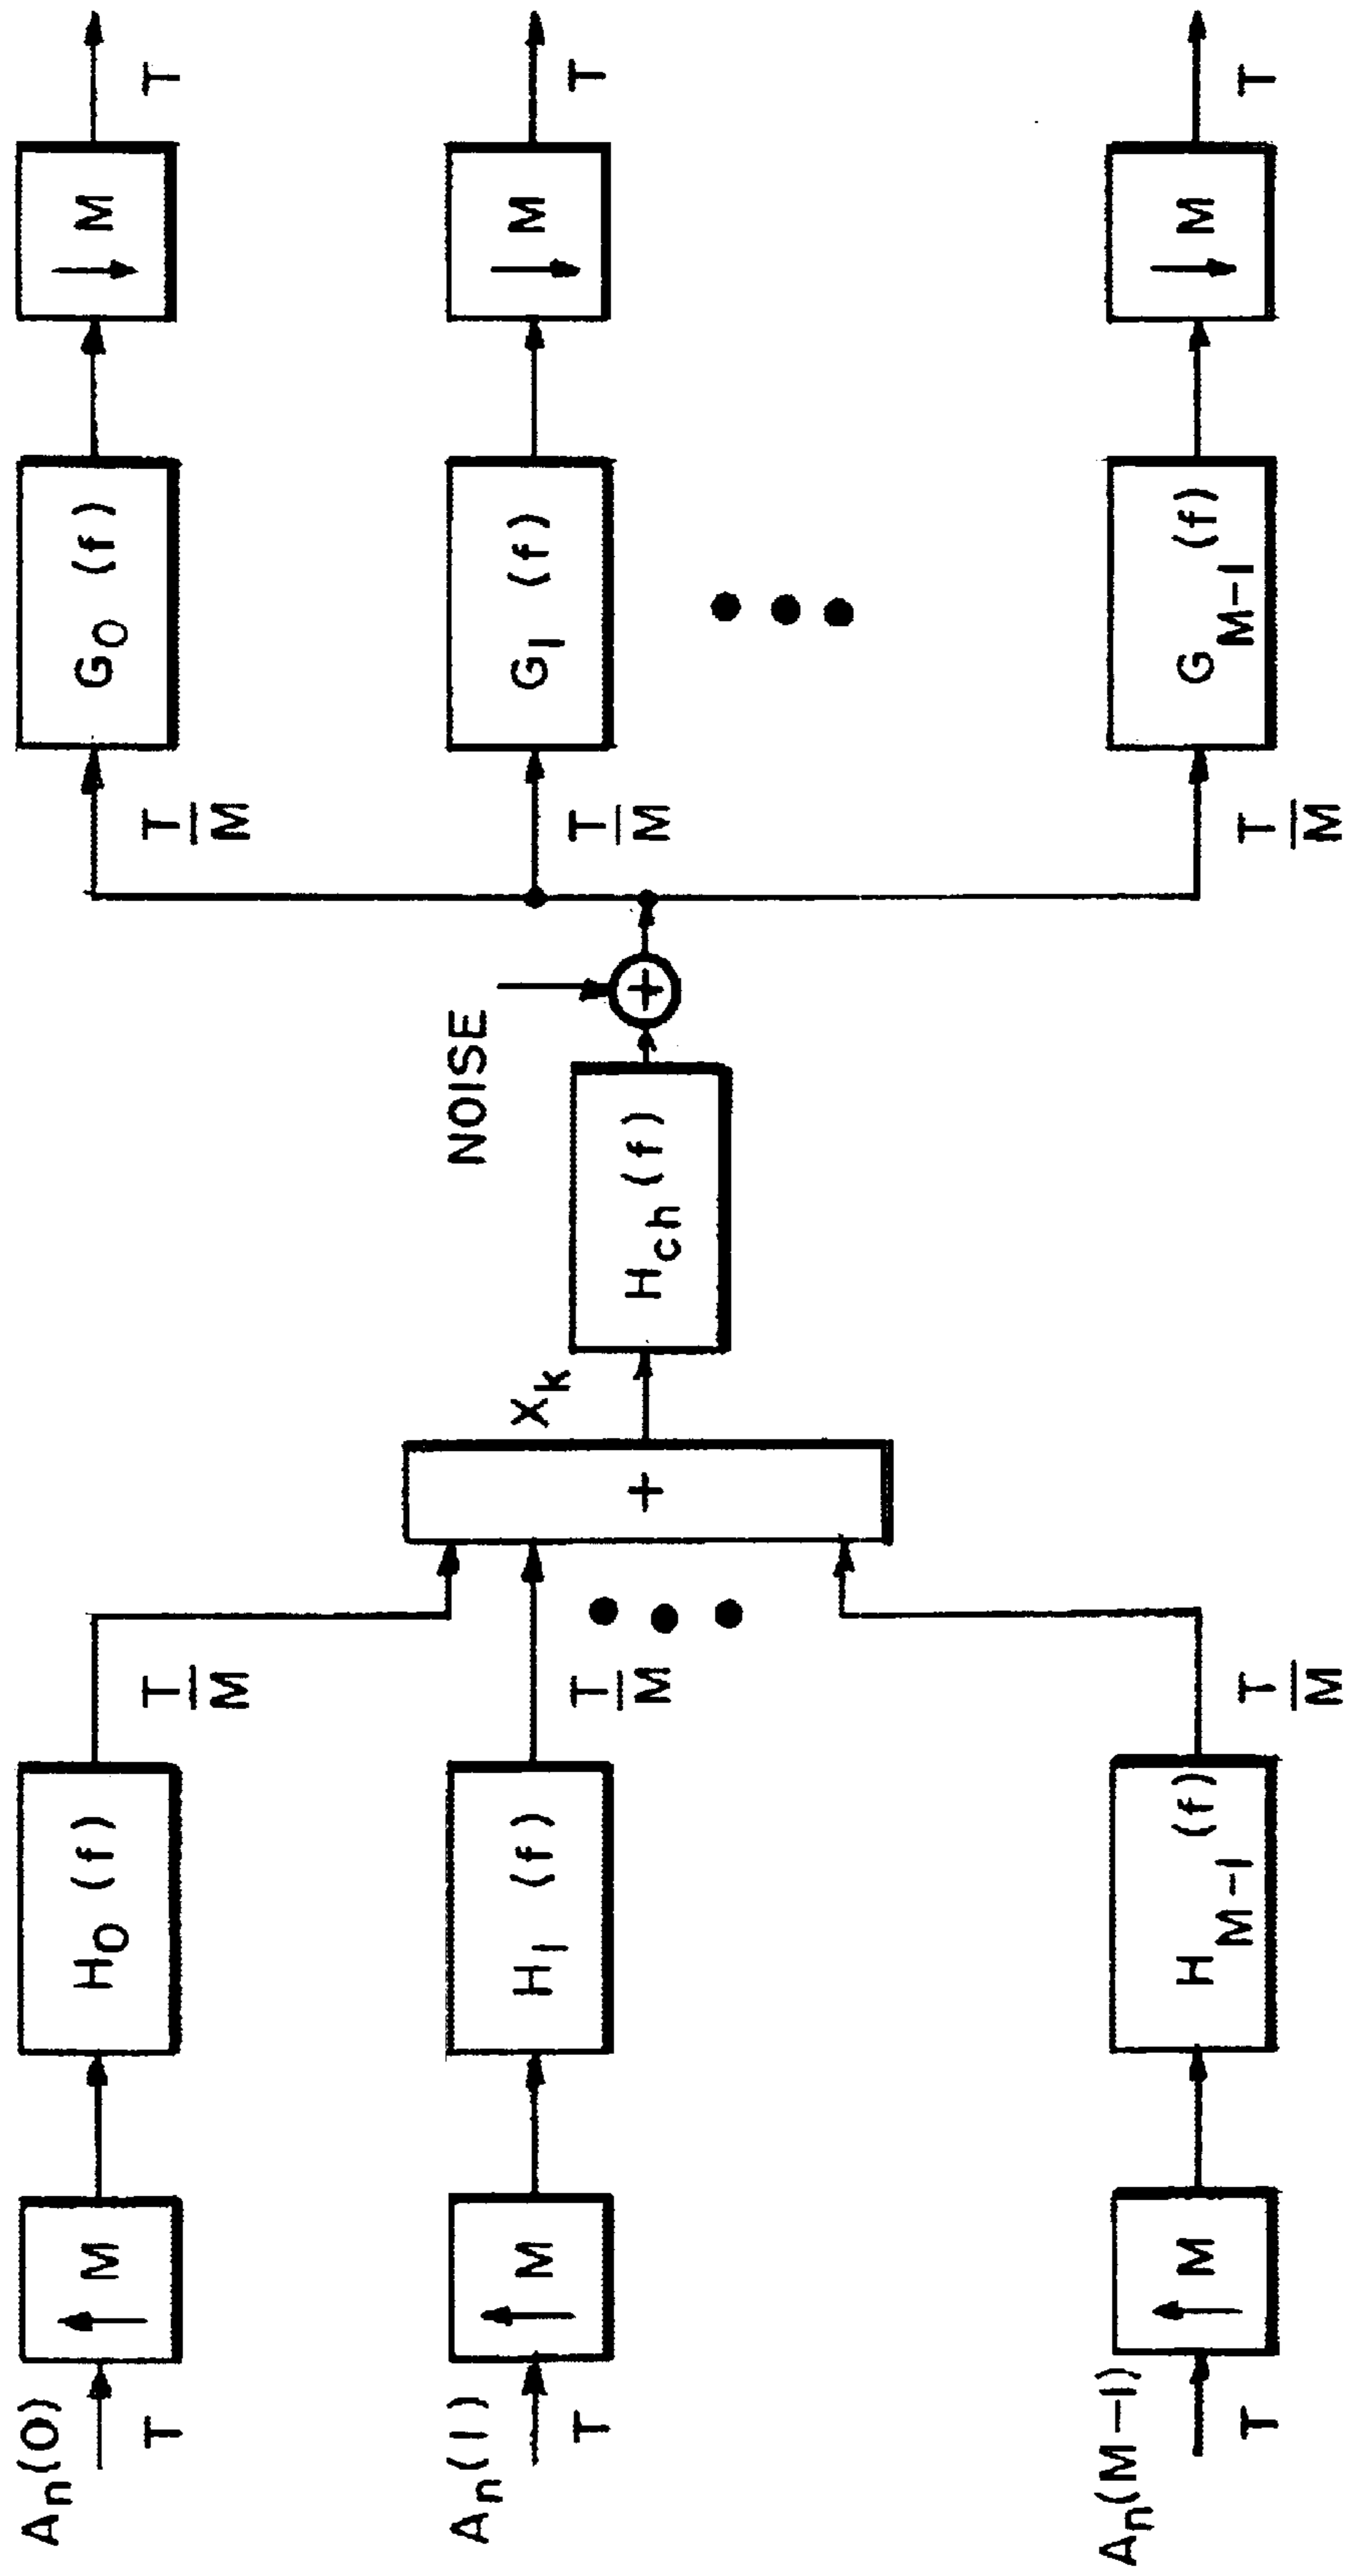 Aₙ(0)
T
↑ M
H₀ (f)
T/M
G₀ (f)
T/M
↓ M
T
Aₙ(1)
T
↑ M
H₁ (f)
T/M
+
Xₖ
H_ch (f)
NOISE
+
T/M
G₁ (f)
↓ M
T
Aₙ(M-1)
T
↑ M
H_M-1 (f)
T/M
T/M
G_M-1 (f)
↓ M
T